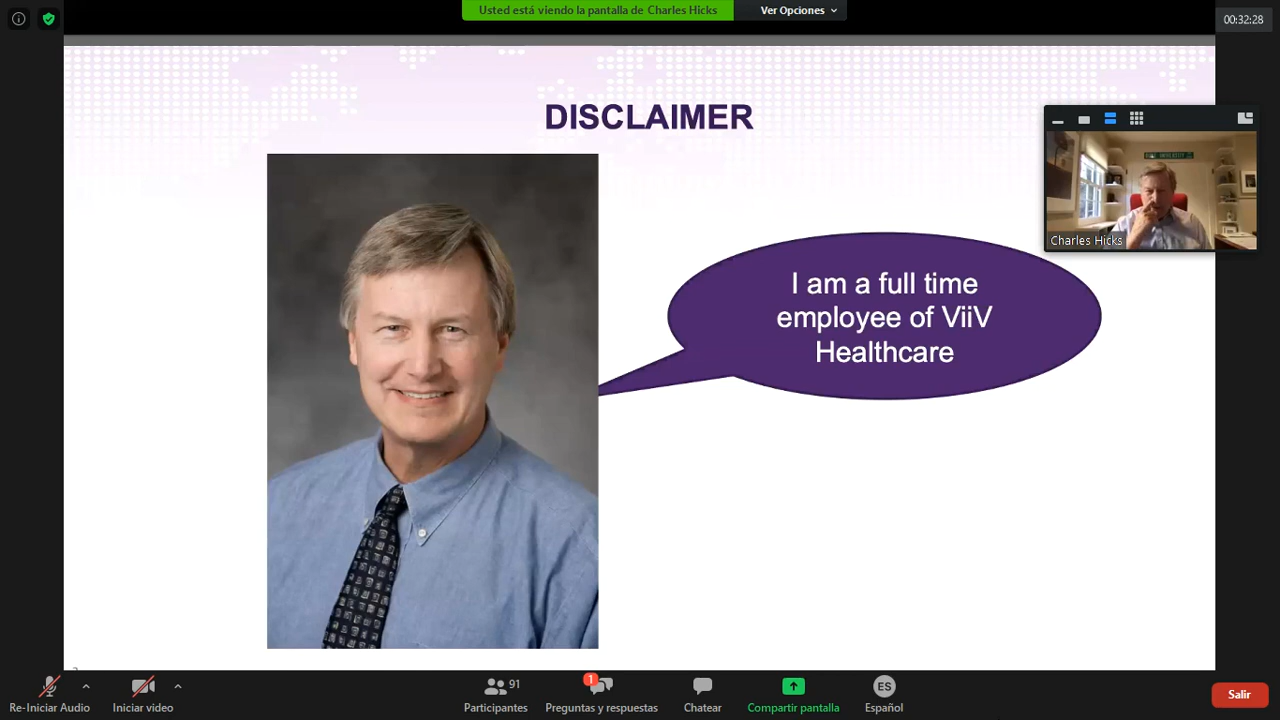 Usted está viendo la pantalla de Charles Hicks
Ver Opciones
00:32:28
DISCLAIMER
Charles Hicks
I am a full time
employee of ViiV
Healthcare
Re-Iniciar Audio
Iniciar video
91
Participantes
1
Preguntas y respuestas
Chatear
Compartir pantalla
ES
Español
Salir